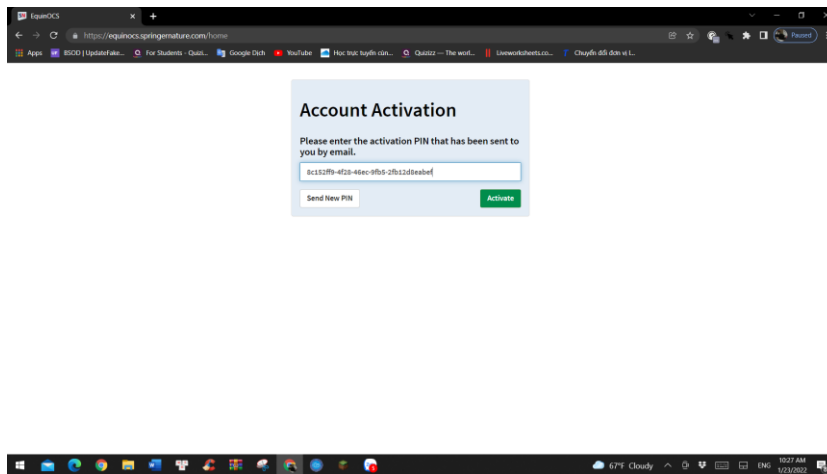 EquinOCS
https://equinocs.springernature.com/home
Paused
Apps
BSOD | UpdateFake...
For Students - Quizi...
Google Dịch
YouTube
Học trực tuyến cùn...
Quizizz — The worl...
Liveworksheets.co...
Chuyển đổi đơn vị l...
Account Activation
Please enter the activation PIN that has been sent to
you by email.
8c152ff9-4f28-46ec-9fb5-2fb12d8eabef
Send New PIN
Activate
67°F Cloudy
ENG
10:27 AM
1/23/2022